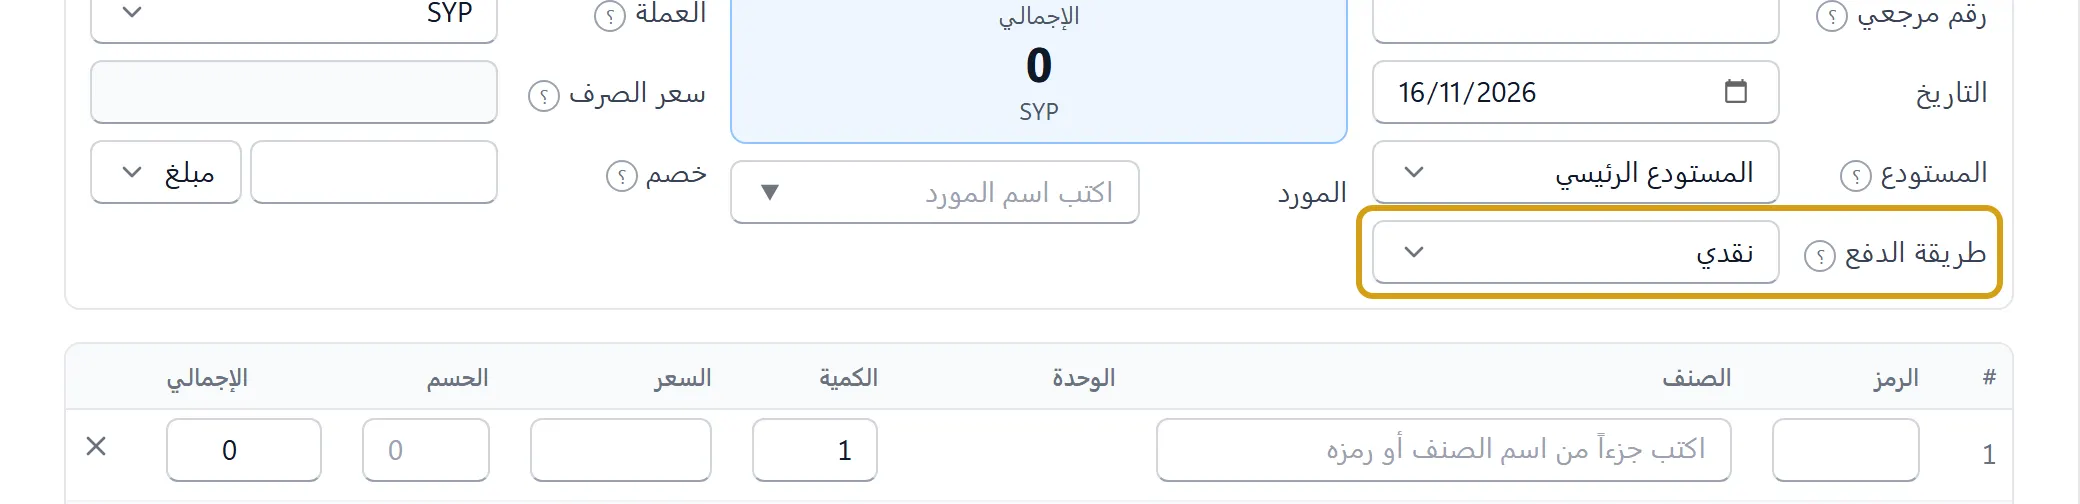 رقم مرجعي ؟
الإجمالي
العملة ؟ SYP
التاريخ 16/11/2026
0
سعر الصرف ؟
SYP
المستودع ؟ المستودع الرئيسي
المورد اكتب اسم المورد
خصم ؟ مبلغ
طريقة الدفع ؟ نقدي
# الرمز الصنف الوحدة الكمية السعر الحسم الإجمالي
1 اكتب جزءاً من اسم الصنف أو رمزه 1 0 0